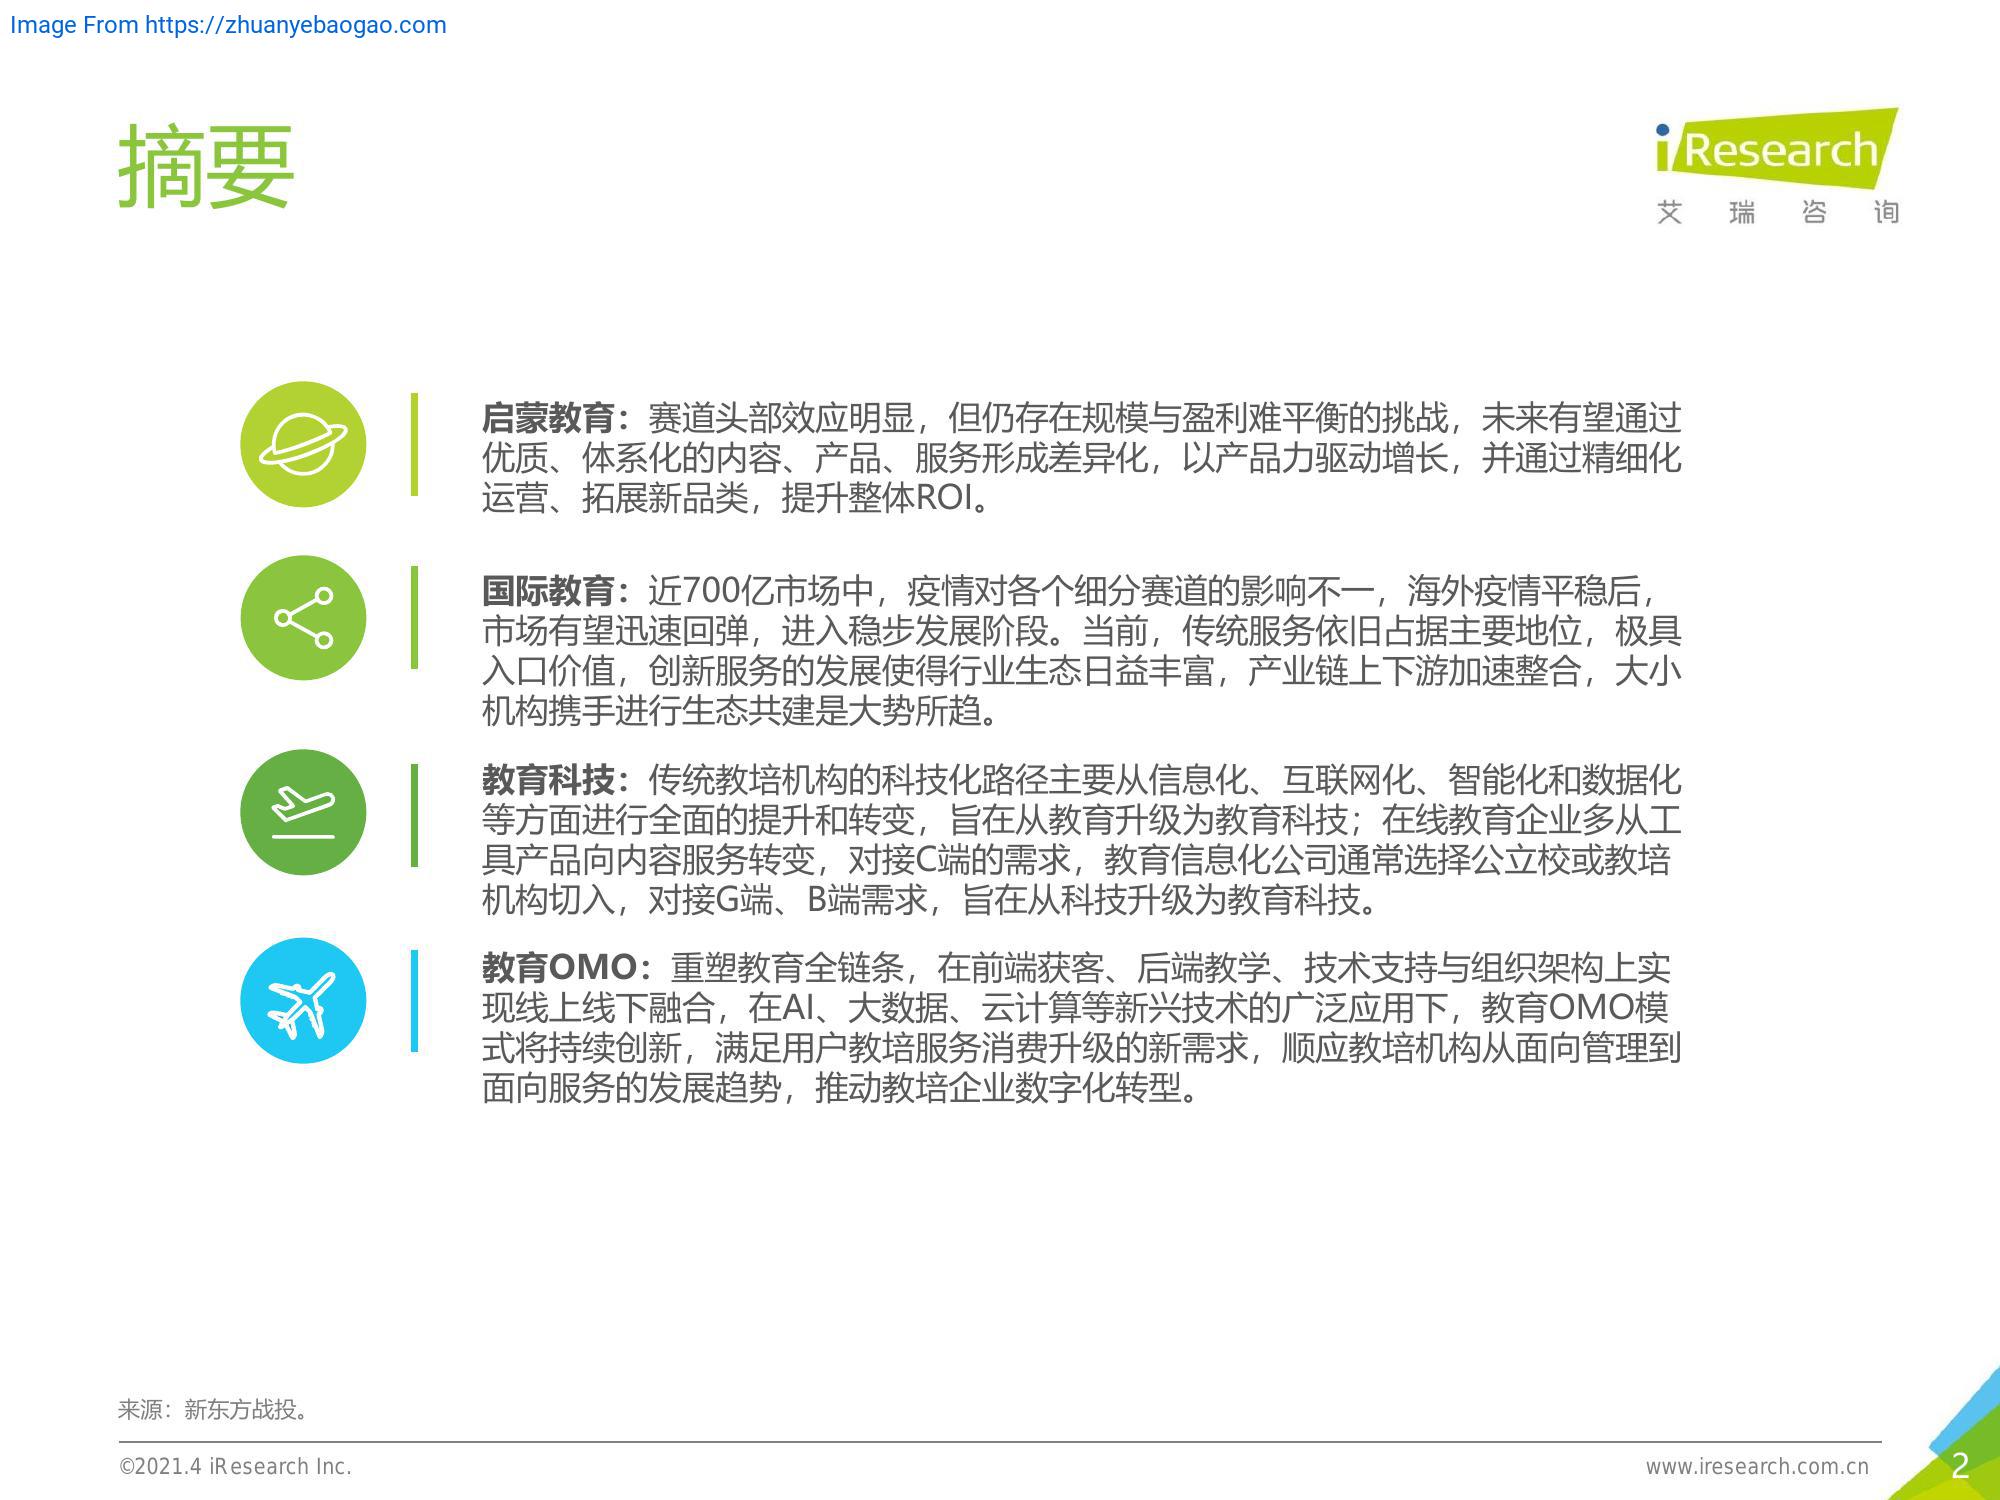 Image From https://zhuanyebaogao.com
摘要
iResearch
艾瑞咨询
启蒙教育：赛道头部效应明显，但仍存在规模与盈利难平衡的挑战，未来有望通过
优质、体系化的内容、产品、服务形成差异化，以产品力驱动增长，并通过精细化
运营、拓展新品类，提升整体ROI。
国际教育：近700亿市场中，疫情对各个细分赛道的影响不一，海外疫情平稳后，
市场有望迅速回弹，进入稳步发展阶段。当前，传统服务依旧占据主要地位，极具
入口价值，创新服务的发展使得行业生态日益丰富，产业链上下游加速整合，大小
机构携手进行生态共建是大势所趋。
教育科技：传统教培机构的科技化路径主要从信息化、互联网化、智能化和数据化
等方面进行全面的提升和转变，旨在从教育升级为教育科技；在线教育企业多从工
具产品向内容服务转变，对接C端的需求，教育信息化公司通常选择公立校或教培
机构切入，对接G端、B端需求，旨在从科技升级为教育科技。
教育OMO：重塑教育全链条，在前端获客、后端教学、技术支持与组织架构上实
现线上线下融合，在AI、大数据、云计算等新兴技术的广泛应用下，教育OMO模
式将持续创新，满足用户教培服务消费升级的新需求，顺应教培机构从面向管理到
面向服务的发展趋势，推动教培企业数字化转型。
来源：新东方战投。
©2021.4 iResearch Inc.
www.iresearch.com.cn
2